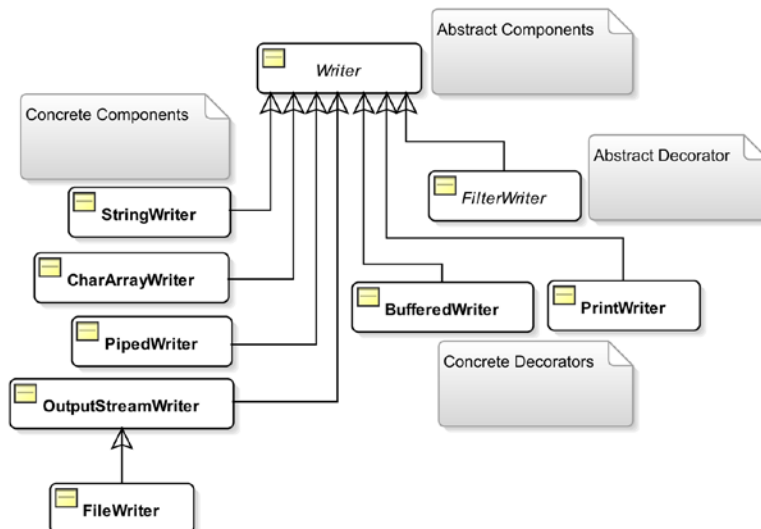 Abstract Components
Writer
Concrete Components
Abstract Decorator
FilterWriter
StringWriter
CharArrayWriter
BufferedWriter
PrintWriter
PipedWriter
Concrete Decorators
OutputStreamWriter
FileWriter